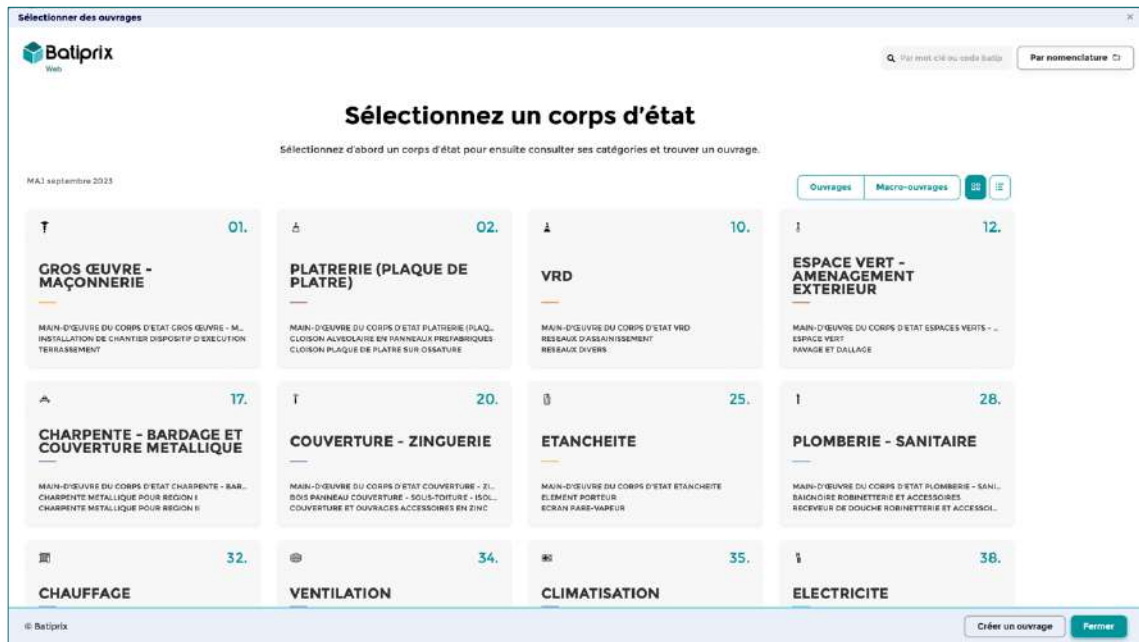 Sélectionner des ouvrages
Batiprix
Web
Par mot clé ou code batip
Par nomenclature
Sélectionnez un corps d'état
Sélectionnez d'abord un corps d'état pour ensuite consulter ses catégories et trouver un ouvrage.
MAJ septembre 2023
Ouvrages
Macro-ouvrages
01.
GROS ŒUVRE -
MAÇONNERIE
MAIN-D'ŒUVRE DU CORPS D'ETAT GROS ŒUVRE - M...
INSTALLATION DE CHANTIER DISPOSITIF D'EXECUTION
TERRASSEMENT
02.
PLATRERIE (PLAQUE DE
PLATRE)
MAIN-D'ŒUVRE DU CORPS D'ETAT PLATRERIE (PLAQ...
CLOISON ALVEOLAIRE EN PANNEAUX PREFABRIQUES
CLOISON PLAQUE DE PLATRE SUR OSSATURE
10.
VRD
MAIN-D'ŒUVRE DU CORPS D'ETAT VRD
RESEAUX D'ASSAINISSEMENT
RESEAUX DIVERS
12.
ESPACE VERT -
AMENAGEMENT
EXTERIEUR
MAIN-D'ŒUVRE DU CORPS D'ETAT ESPACES VERTS - ...
ESPACE VERT
PAVAGE ET DALLAGE
17.
CHARPENTE - BARDAGE ET
COUVERTURE METALLIQUE
MAIN-D'ŒUVRE DU CORPS D'ETAT CHARPENTE - BAR...
CHARPENTE METALLIQUE POUR REGION I
CHARPENTE METALLIQUE POUR REGION II
20.
COUVERTURE - ZINGUERIE
MAIN-D'ŒUVRE DU CORPS D'ETAT COUVERTURE - ZI...
BOIS PANNEAU COUVERTURE - SOUS-TOITURE - ISOL...
COUVERTURE ET OUVRAGES ACCESSOIRES EN ZINC
25.
ETANCHEITE
MAIN-D'ŒUVRE DU CORPS D'ETAT ETANCHEITE
ELEMENT PORTEUR
ECRAN PARE-VAPEUR
28.
PLOMBERIE - SANITAIRE
MAIN-D'ŒUVRE DU CORPS D'ETAT PLOMBERIE - SANI...
BAIGNOIRE ROBINETTERIE ET ACCESSOIRES
RECEVEUR DE DOUCHE ROBINETTERIE ET ACCESSOI...
32.
CHAUFFAGE
34.
VENTILATION
35.
CLIMATISATION
38.
ELECTRICITE
© Batiprix
Créer un ouvrage
Fermer